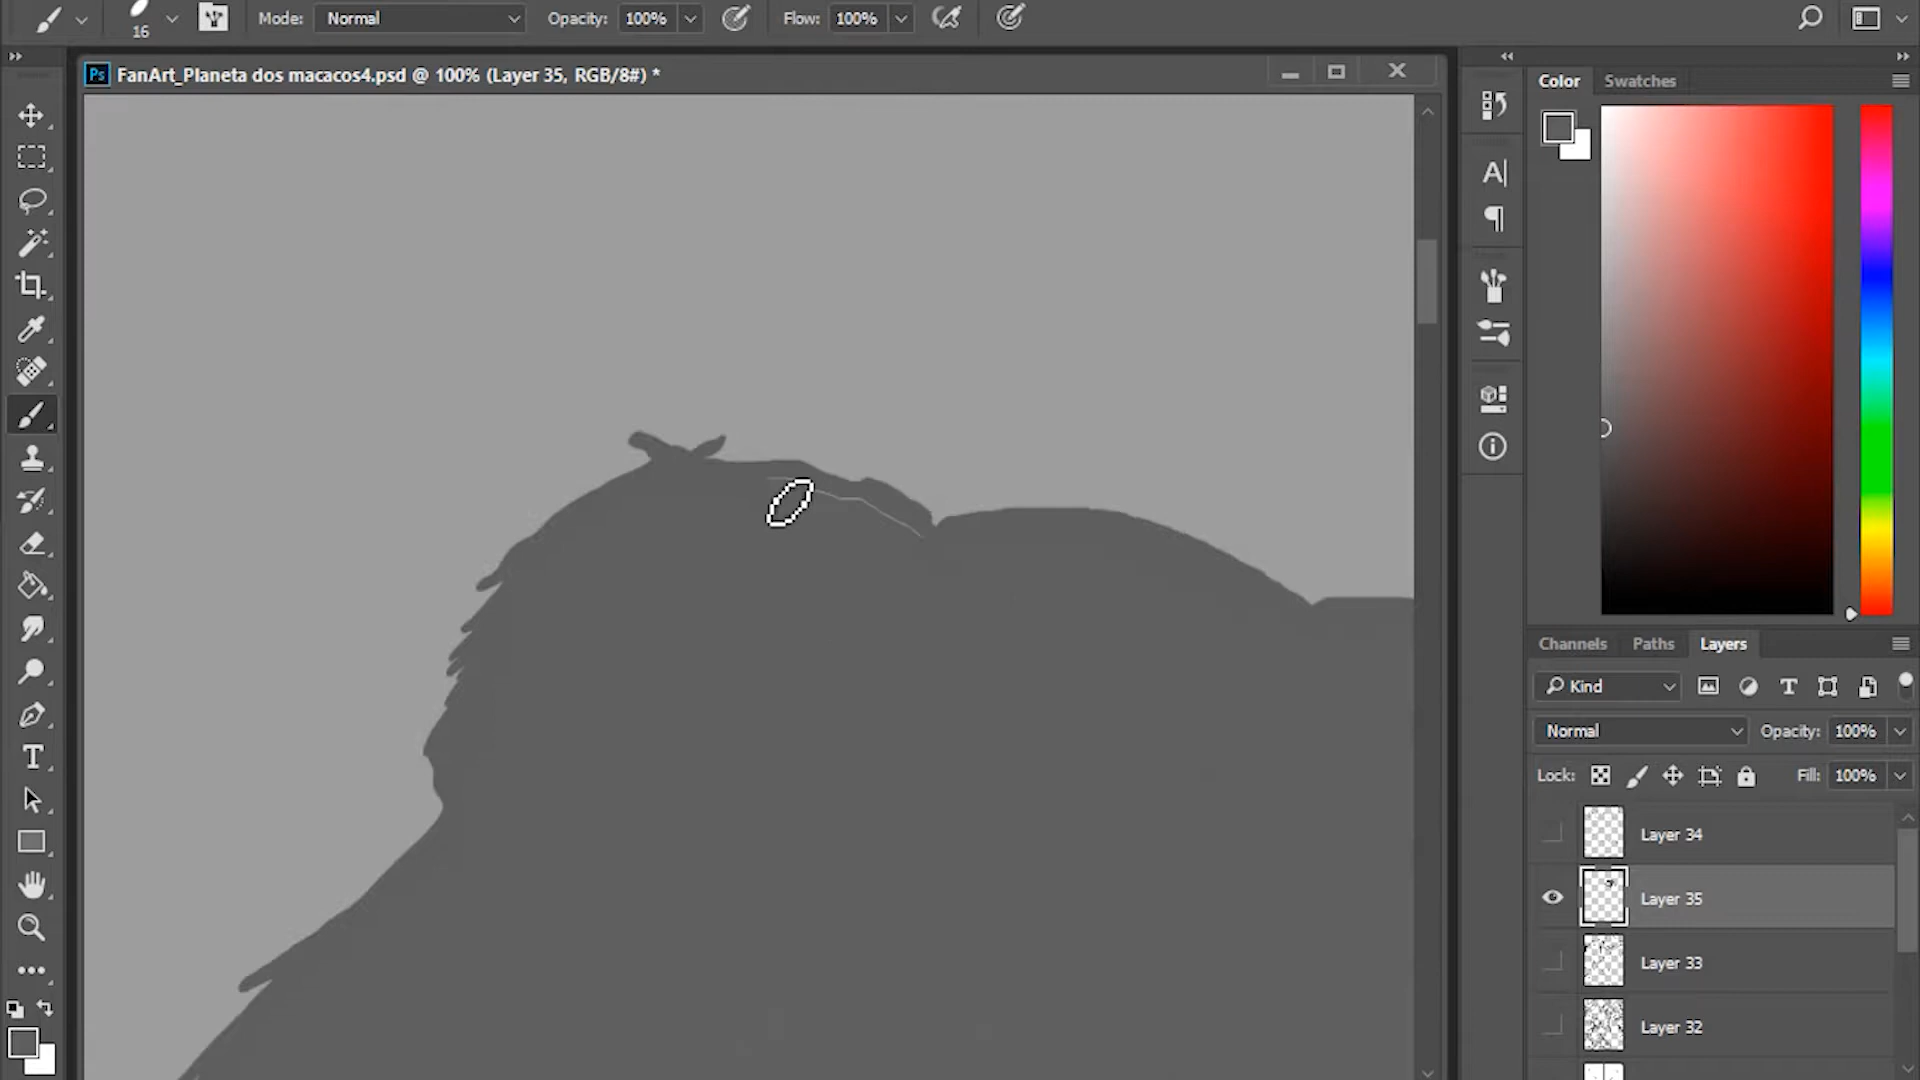 16
Mode: Normal
Opacity: 100%
Flow: 100%
Ps FanArt_Planeta dos macacos4.psd @ 100% (Layer 35, RGB/8#) *
Color Swatches
A|
Channels Paths Layers
Kind
T
Normal Opacity: 100%
Lock: Fill: 100%
Layer 34
Layer 35
Layer 33
Layer 32
T